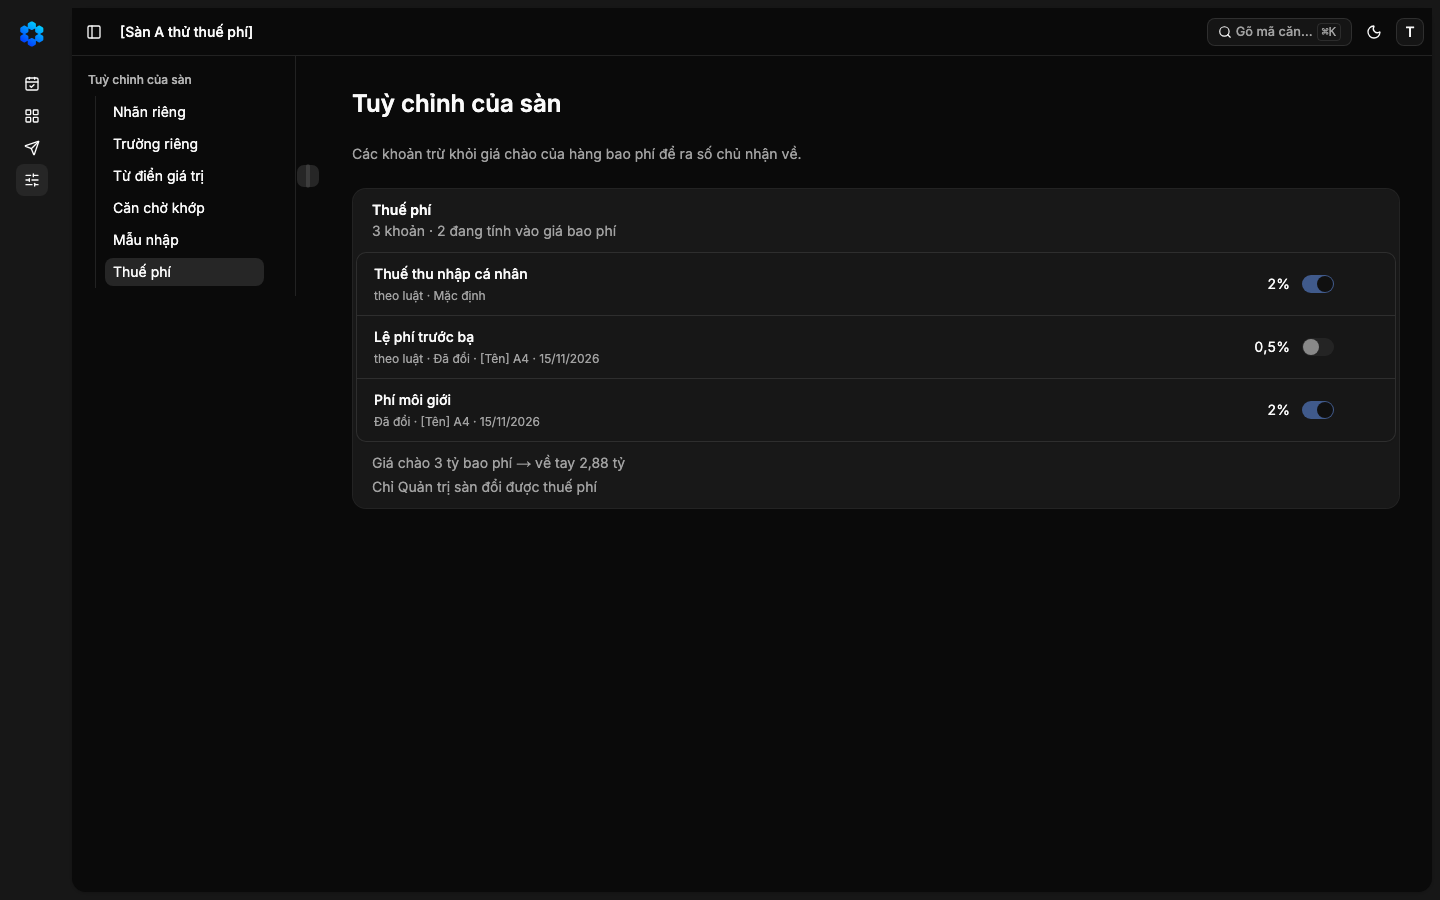 [Sàn A thử thuế phí]
Gõ mã căn... ⌘K
T
Tuỳ chỉnh của sàn
Nhãn riêng
Trường riêng
Từ điển giá trị
Căn chờ khớp
Mẫu nhập
Thuế phí
Tuỳ chỉnh của sàn
Các khoản trừ khỏi giá chào của hàng bao phí để ra số chủ nhận về.
Thuế phí
3 khoản · 2 đang tính vào giá bao phí
Thuế thu nhập cá nhân
2%
theo luật · Mặc định
Lệ phí trước bạ
0,5%
theo luật · Đã đổi · [Tên] A4 · 15/11/2026
Phí môi giới
2%
Đã đổi · [Tên] A4 · 15/11/2026
Giá chào 3 tỷ bao phí → về tay 2,88 tỷ
Chỉ Quản trị sàn đổi được thuế phí